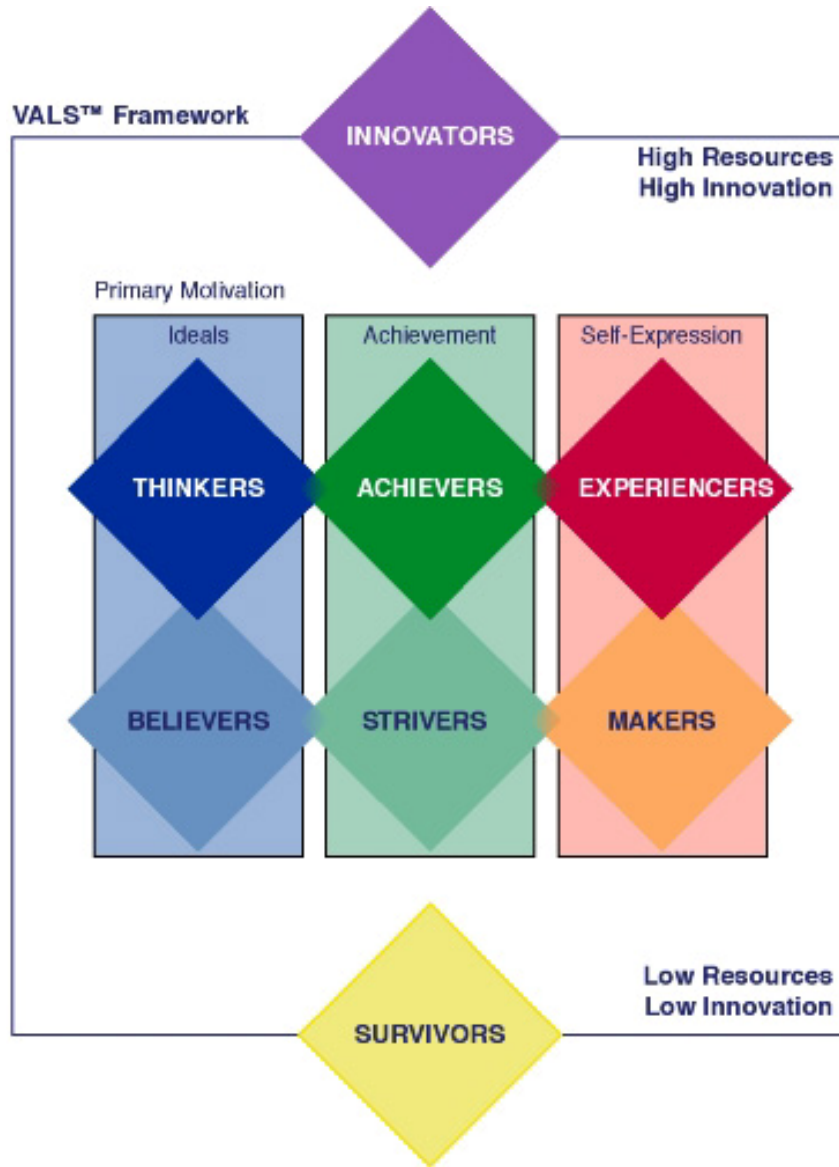 VALS™ Framework
INNOVATORS
High Resources
High Innovation
Primary Motivation
Ideals
Achievement
Self-Expression
THINKERS
ACHIEVERS
EXPERIENCERS
BELIEVERS
STRIVERS
MAKERS
Low Resources
Low Innovation
SURVIVORS